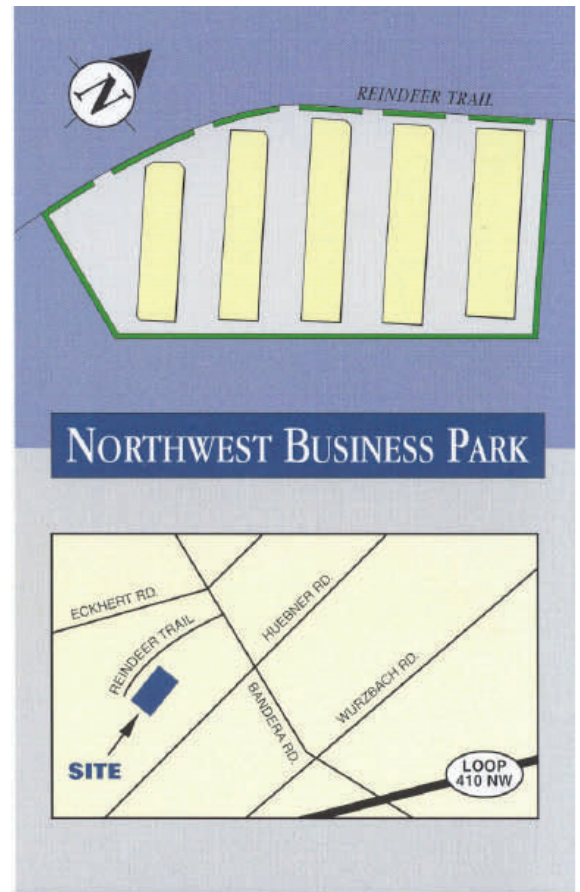 N
REINDEER TRAIL
NORTHWEST BUSINESS PARK
ECKHERT RD.
REINDEER TRAIL
HUEBNER RD.
BANDERA RD.
WURZBACH RD.
SITE
LOOP
410 NW